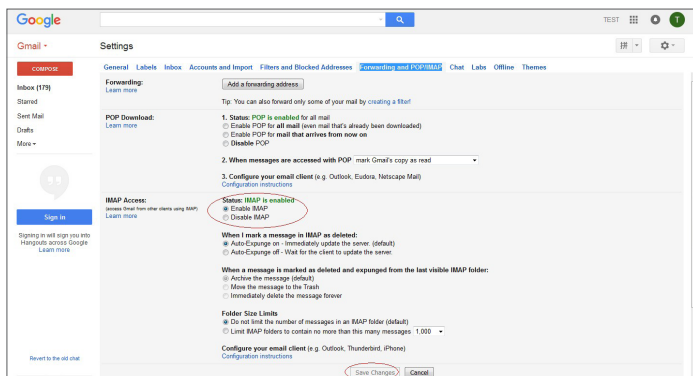 Google
TEST
T
Gmail
Settings
拼
COMPOSE
General Labels Inbox Accounts and Import Filters and Blocked Addresses Forwarding and POP/IMAP Chat Labs Offline Themes
Inbox (179)
Starred
Sent Mail
Drafts
More
Sign in
Signing in will sign you into
Hangouts across Google
Learn more
Revert to the old chat
Forwarding:
Learn more
Add a forwarding address
Tip: You can also forward only some of your mail by creating a filter!
POP Download:
Learn more
1. Status: POP is enabled for all mail
Enable POP for all mail (even mail that's already been downloaded)
Enable POP for mail that arrives from now on
Disable POP
2. When messages are accessed with POP mark Gmail's copy as read
3. Configure your email client (e.g. Outlook, Eudora, Netscape Mail)
Configuration instructions
IMAP Access:
(access Gmail from other clients using IMAP)
Learn more
Status: IMAP is enabled
Enable IMAP
Disable IMAP
When I mark a message in IMAP as deleted:
Auto-Expunge on - Immediately update the server. (default)
Auto-Expunge off - Wait for the client to update the server.
When a message is marked as deleted and expunged from the last visible IMAP folder:
Archive the message (default)
Move the message to the Trash
Immediately delete the message forever
Folder Size Limits
Do not limit the number of messages in an IMAP folder (default)
Limit IMAP folders to contain no more than this many messages 1,000
Configure your email client (e.g. Outlook, Thunderbird, iPhone)
Configuration instructions
Save Changes Cancel